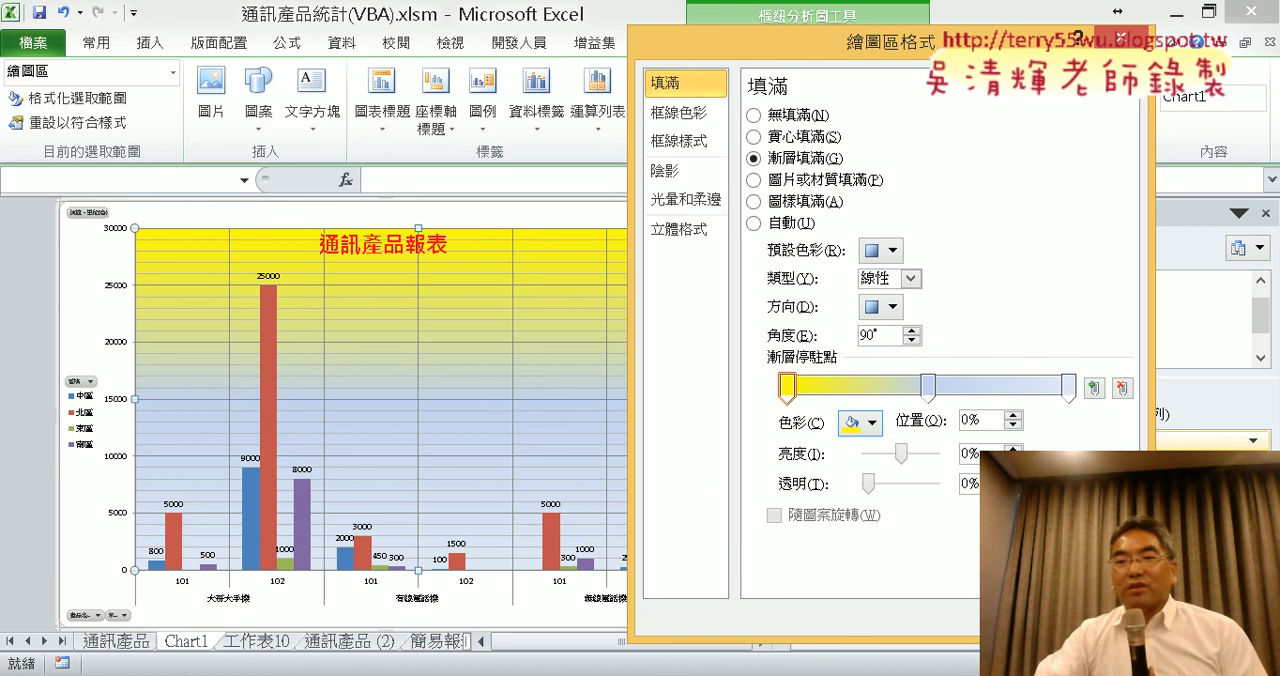 通訊產品統計(VBA).xlsm - Microsoft Excel
樞紐分析圖工具
檔案 常用 插入 版面配置 公式 資料 校閱 檢視 開發人員 增益集
繪圖區
格式化選取範圍
重設以符合樣式
目前的選取範圍
圖片 圖案 文字方塊
插入
圖表標題 座標軸標題 圖例 資料標籤 運算列表
標籤
Chart1
內容
fx
http://terry55wu.blogspot.tw
吳清輝老師錄製
繪圖區格式
?
填滿
框線色彩
框線樣式
陰影
光暈和柔邊
立體格式
填滿
無填滿(N)
實心填滿(S)
漸層填滿(G)
圖片或材質填滿(P)
圖樣填滿(A)
自動(U)
預設色彩(R):
類型(Y): 線性
方向(D):
角度(E): 90°
漸層停駐點
色彩(C) 位置(O): 0%
亮度(I): 0%
透明(T): 0%
隨圖案旋轉(W)
列)
通訊產品報表
30000
25000
20000
15000
10000
5000
0
800 5000 500
9000 25000 1000 8000
2000 3000 450 300
100 1500
5000 300 1000
101 102 101 102 101
大哥大手機 有線電話機 無線電話機
中區
北區
東區
南區
通訊產品 Chart1 工作表10 通訊產品 (2) 簡易報
就緒